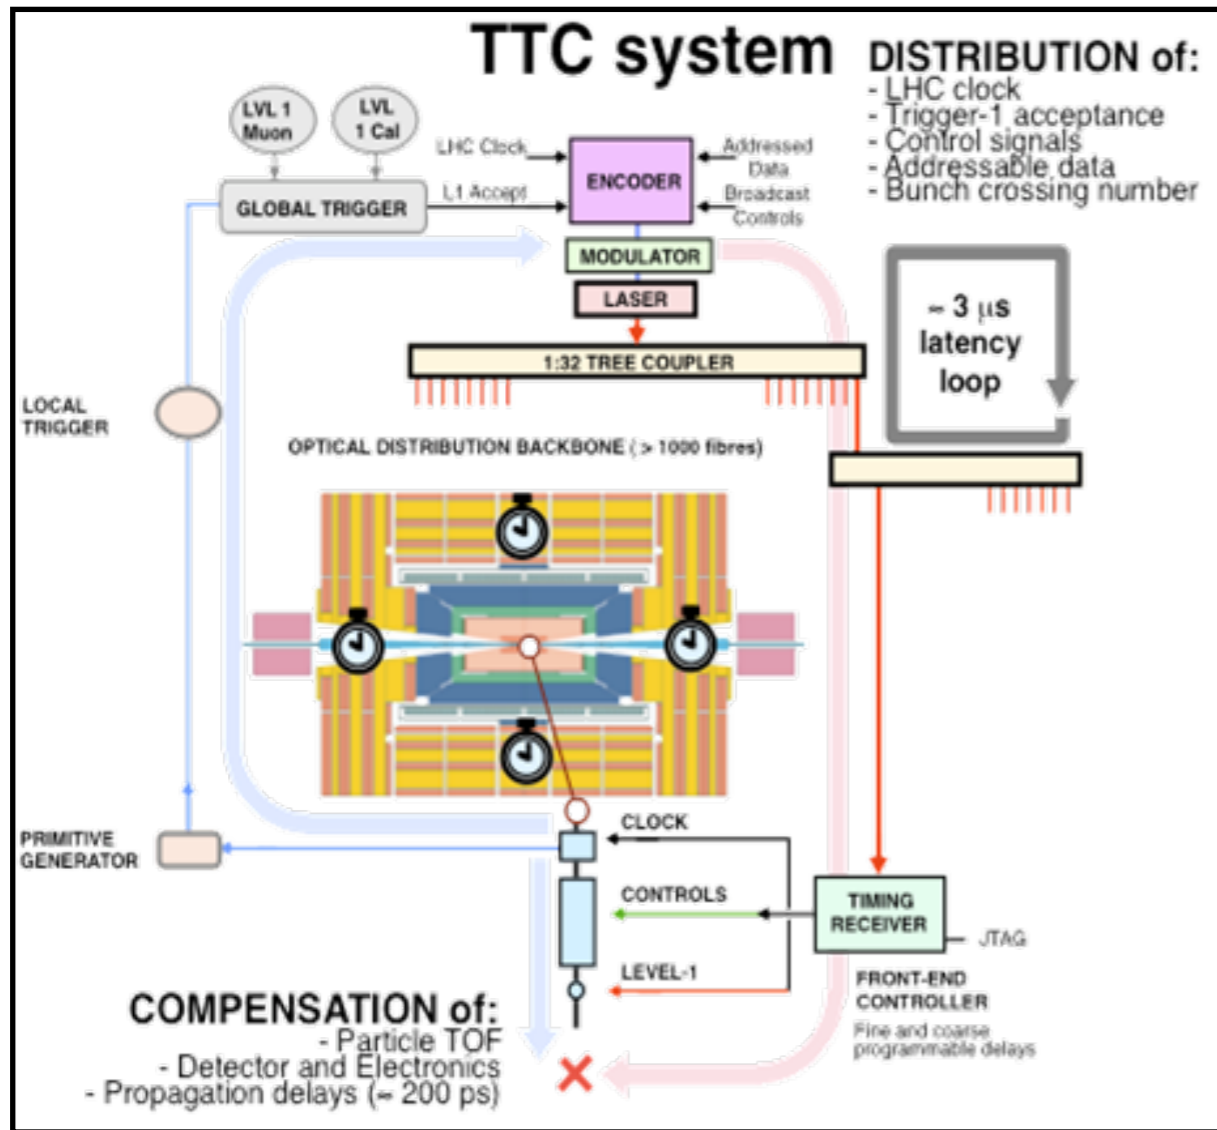 TTC system
DISTRIBUTION of:
- LHC clock
- Trigger-1 acceptance
- Control signals
- Addressable data
- Bunch crossing number
LVL 1
Muon
LVL
1 Cal
GLOBAL TRIGGER
LHC Clock
L1 Accept
ENCODER
Addressed
Data
Broadcast
Controls
MODULATOR
LASER
1:32 TREE COUPLER
≈ 3 μs
latency
loop
LOCAL
TRIGGER
OPTICAL DISTRIBUTION BACKBONE ( > 1000 fibres)
PRIMITIVE
GENERATOR
CLOCK
CONTROLS
LEVEL-1
TIMING
RECEIVER
JTAG
FRONT-END
CONTROLLER
Fine and coarse
programmable delays
COMPENSATION of:
- Particle TOF
- Detector and Electronics
- Propagation delays (≈ 200 ps)